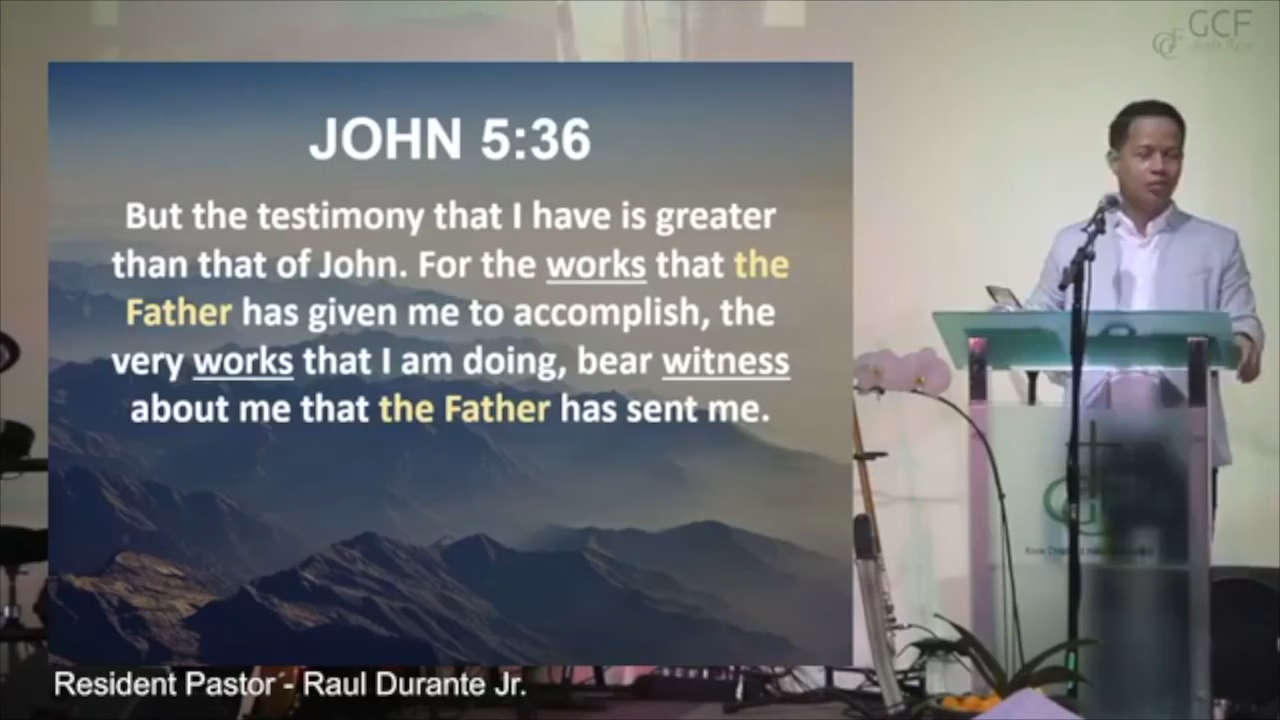 GCF
JOHN 5:36
But the testimony that I have is greater
than that of John. For the works that the
Father has given me to accomplish, the
very works that I am doing, bear witness
about me that the Father has sent me.
Resident Pastor - Raul Durante Jr.